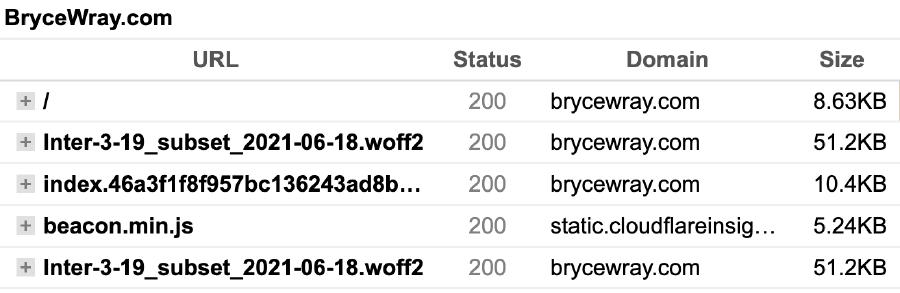 BryceWray.com
URL Status Domain Size
+ / 200 brycewray.com 8.63KB
+ Inter-3-19_subset_2021-06-18.woff2 200 brycewray.com 51.2KB
+ index.46a3f1f8f957bc136243ad8b... 200 brycewray.com 10.4KB
+ beacon.min.js 200 static.cloudflareinsig... 5.24KB
+ Inter-3-19_subset_2021-06-18.woff2 200 brycewray.com 51.2KB